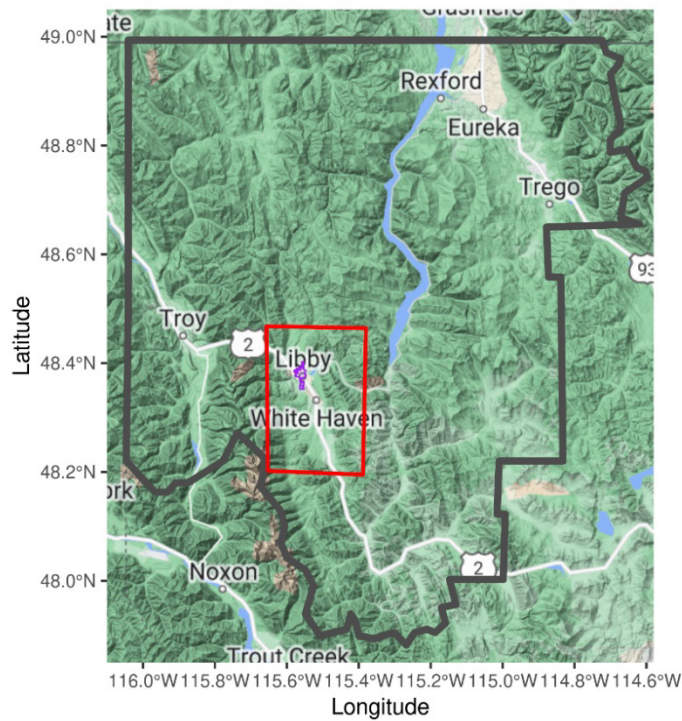 Grasmere
49.0°N
Rexford
Eureka
48.8°N
Trego
48.6°N
93
Troy
2
48.4°N
Libby
White Haven
48.2°N
ork
2
48.0°N
Noxon
Trout Creek
116.0°W 115.8°W 115.6°W 115.4°W 115.2°W 115.0°W 114.8°W 114.6°W
Longitude
Latitude